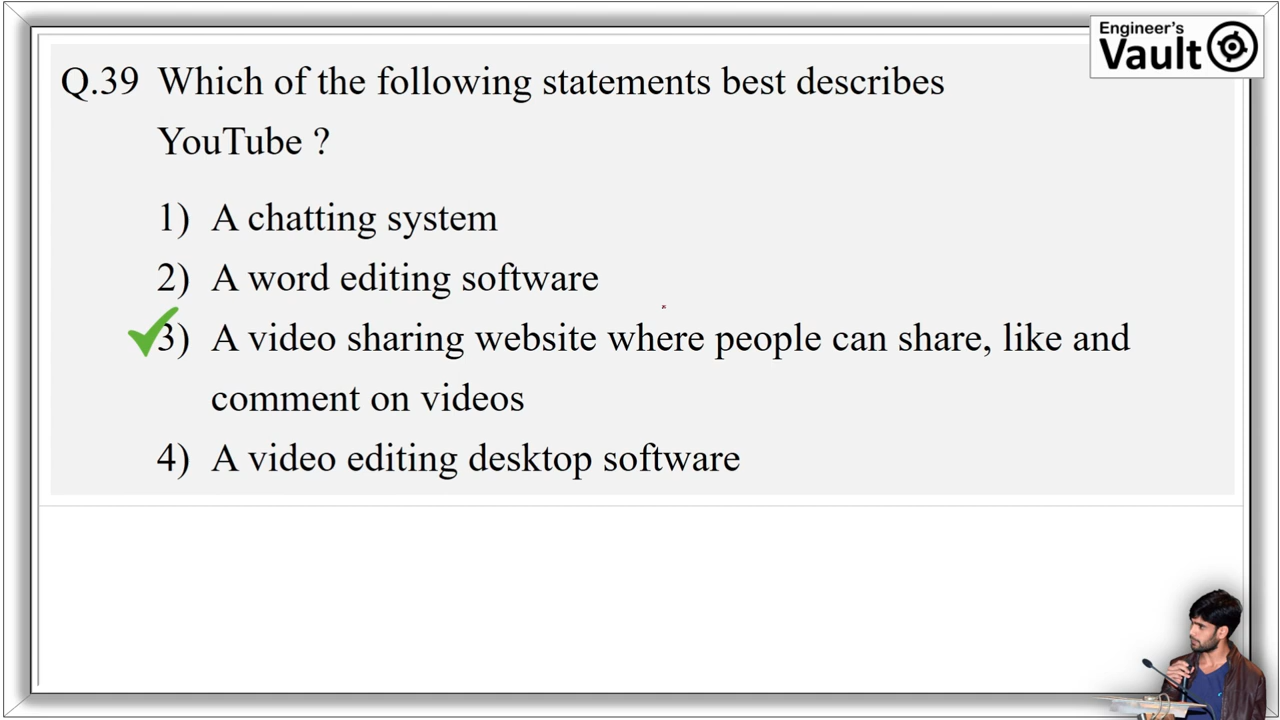 Engineer's
Vault
Q.39 Which of the following statements best describes
YouTube ?
1) A chatting system
2) A word editing software
3) A video sharing website where people can share, like and
comment on videos
4) A video editing desktop software